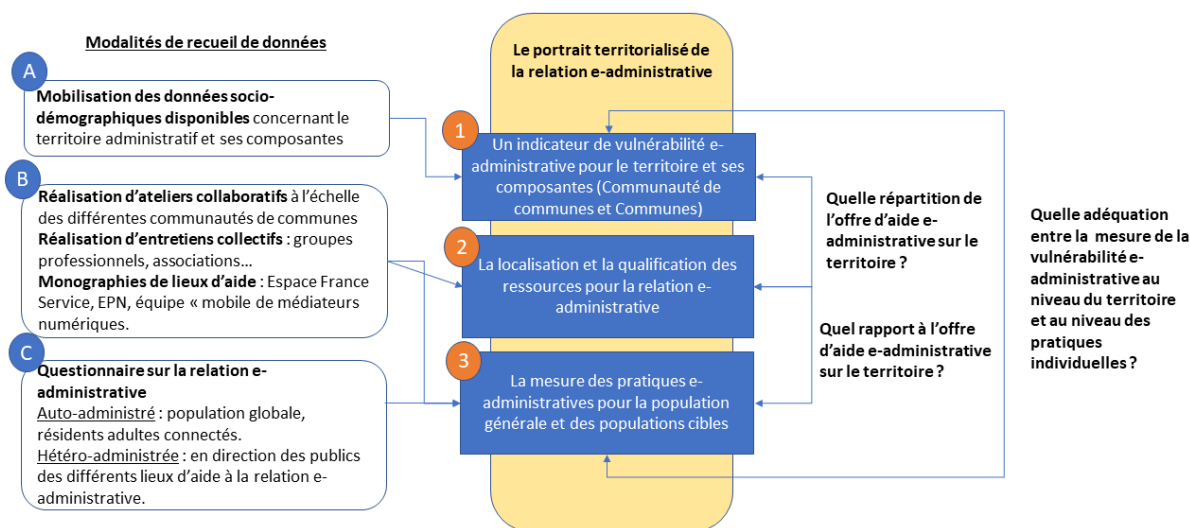 Modalités de recueil de données
A
Mobilisation des données socio-
démographiques disponibles concernant le
territoire administratif et ses composantes
B
Réalisation d'ateliers collaboratifs à l'échelle
des différentes communautés de communes
Réalisation d'entretiens collectifs : groupes
professionnels, associations…
Monographies de lieux d'aide : Espace France
Service, EPN, équipe « mobile de médiateurs
numériques.
C
Questionnaire sur la relation e-
administrative
Auto-administré : population globale,
résidents adultes connectés.
Hétéro-administrée : en direction des publics
des différents lieux d'aide à la relation e-
administrative.
Le portrait territorialisé de
la relation e-administrative
1
Un indicateur de vulnérabilité e-
administrative pour le territoire et ses
composantes (Communauté de
communes et Communes)
2
La localisation et la qualification des
ressources pour la relation e-
administrative
3
La mesure des pratiques e-
administratives pour la population
générale et des populations cibles
Quelle répartition de
l'offre d'aide e-
administrative sur le
territoire ?
Quel rapport à l'offre
d'aide e-administrative
sur le territoire ?
Quelle adéquation
entre la mesure de la
vulnérabilité e-
administrative au
niveau du territoire
et au niveau des
pratiques
individuelles ?